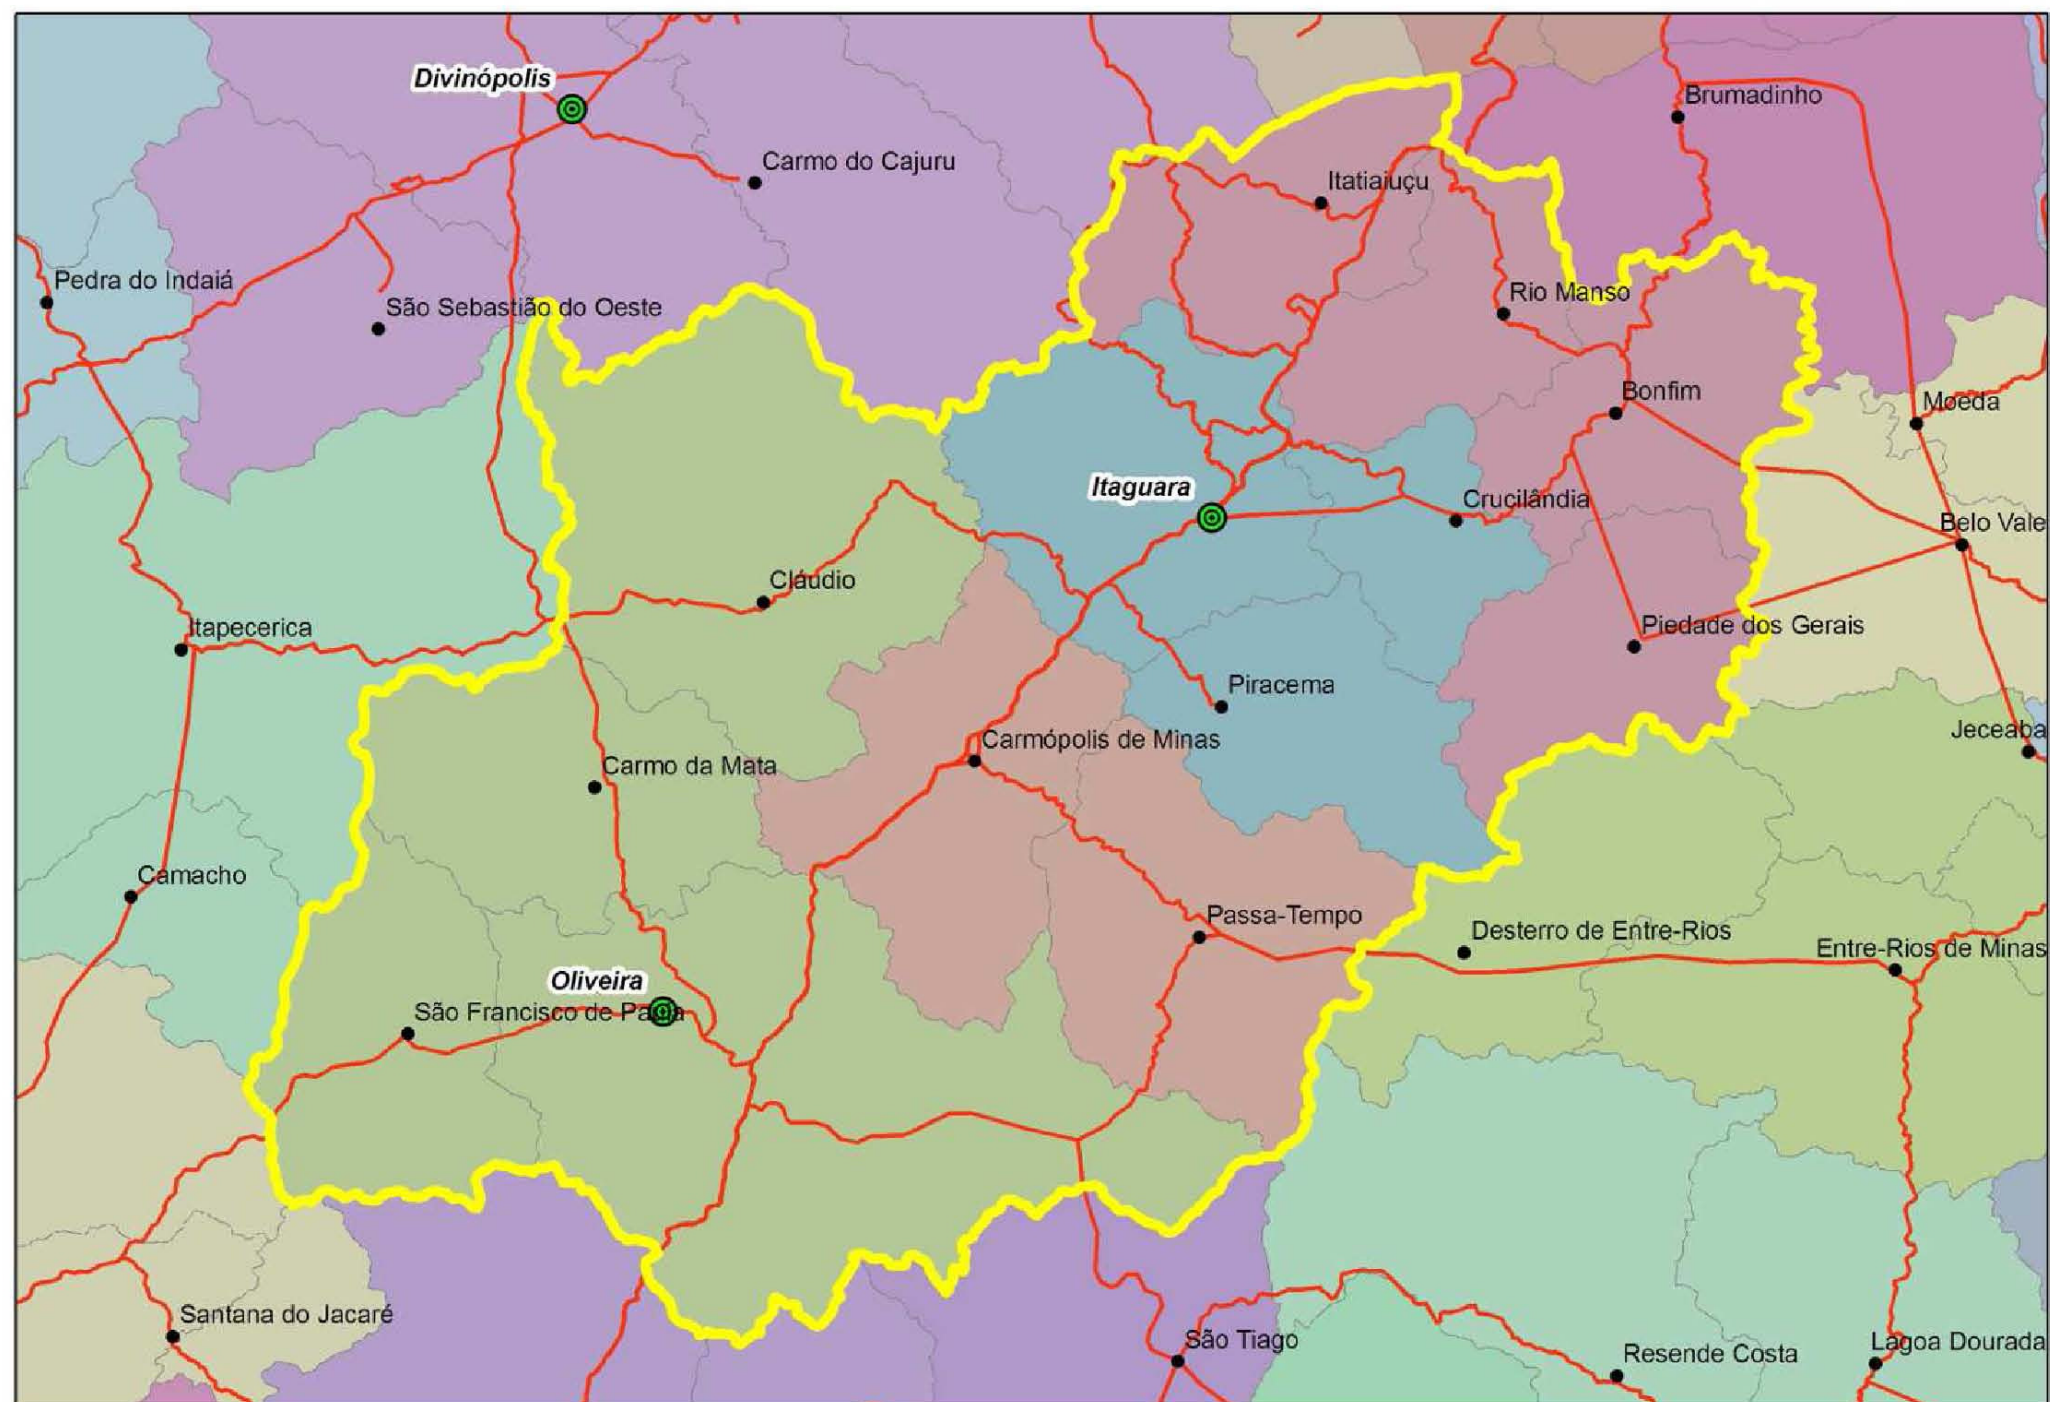 Divinópolis
Brumadinho
Carmo do Cajuru
Itatiaiuçu
Pedra do Indaiá
Rio Manso
São Sebastião do Oeste
Bonfim
Moeda
Itaguara
Crucilândia
Belo Vale
Cláudio
Itapecerica
Piedade dos Gerais
Piracema
Jeceaba
Carmópolis de Minas
Carmo da Mata
Camacho
Passa-Tempo
Desterro de Entre-Rios
Entre-Rios de Minas
Oliveira
São Francisco de Paula
Santana do Jacaré
São Tiago
Lagoa Dourada
Resende Costa